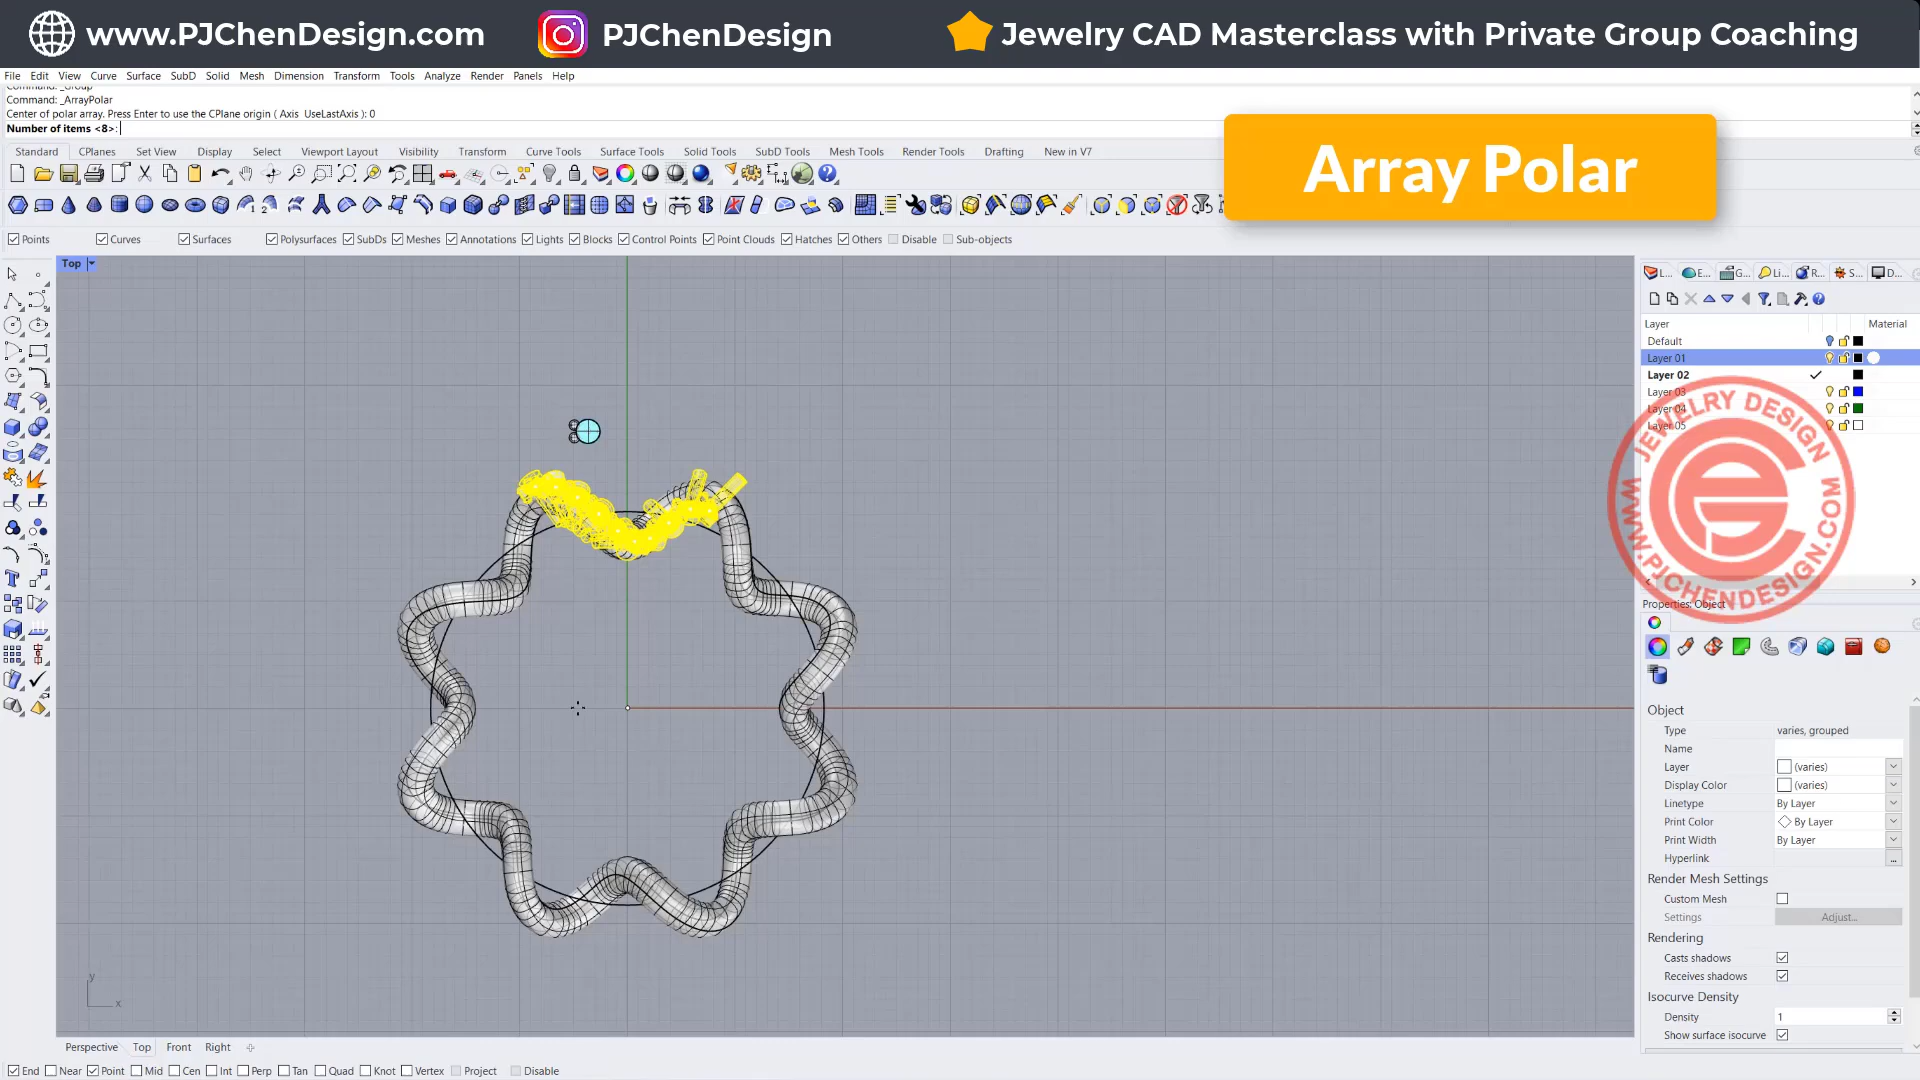 www.PJChenDesign.com PJChenDesign Jewelry CAD Masterclass with Private Group Coaching
File Edit View Curve Surface SubD Solid Mesh Dimension Transform Tools Analyze Render Panels Help
Command: _Group
Command: _ArrayPolar
Center of polar array. Press Enter to use the CPlane origin ( Axis UseLastAxis ): 0
Number of items <8>:
Array Polar
Standard CPlanes Set View Display Select Viewport Layout Visibility Transform Curve Tools Surface Tools Solid Tools SubD Tools Mesh Tools Render Tools Drafting New in V7
Points Curves Surfaces Polysurfaces SubDs Meshes Annotations Lights Blocks Control Points Point Clouds Hatches Others Disable Sub-objects
Top
L... E... G... Li... R... S... D...
Layer Material
Default
Layer 01
Layer 02
Layer 03
Layer 04
Layer 05
JEWELRY DESIGN
WWW.PJCHENDESIGN.COM
Properties: Object
Object
Type varies, grouped
Name
Layer (varies)
Display Color (varies)
Linetype By Layer
Print Color By Layer
Print Width By Layer
Hyperlink ...
Render Mesh Settings
Custom Mesh
Settings Adjust...
Rendering
Casts shadows
Receives shadows
Isocurve Density
Density 1
Show surface isocurve
y
x
Perspective Top Front Right
End Near Point Mid Cen Int Perp Tan Quad Knot Vertex Project Disable